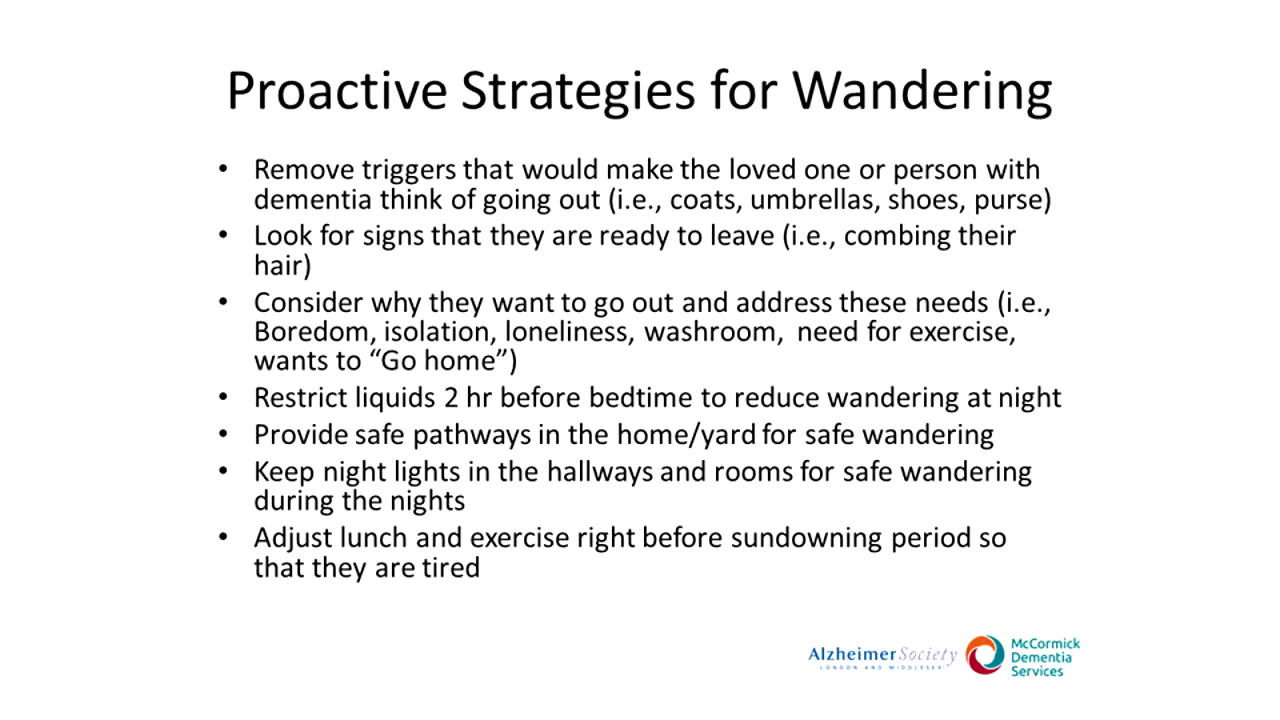 Proactive Strategies for Wandering
• Remove triggers that would make the loved one or person with
dementia think of going out (i.e., coats, umbrellas, shoes, purse)
• Look for signs that they are ready to leave (i.e., combing their
hair)
• Consider why they want to go out and address these needs (i.e.,
Boredom, isolation, loneliness, washroom, need for exercise,
wants to “Go home”)
• Restrict liquids 2 hr before bedtime to reduce wandering at night
• Provide safe pathways in the home/yard for safe wandering
• Keep night lights in the hallways and rooms for safe wandering
during the nights
• Adjust lunch and exercise right before sundowning period so
that they are tired
Alzheimer Society
LONDON AND MIDDLESEX
McCormick
Dementia
Services